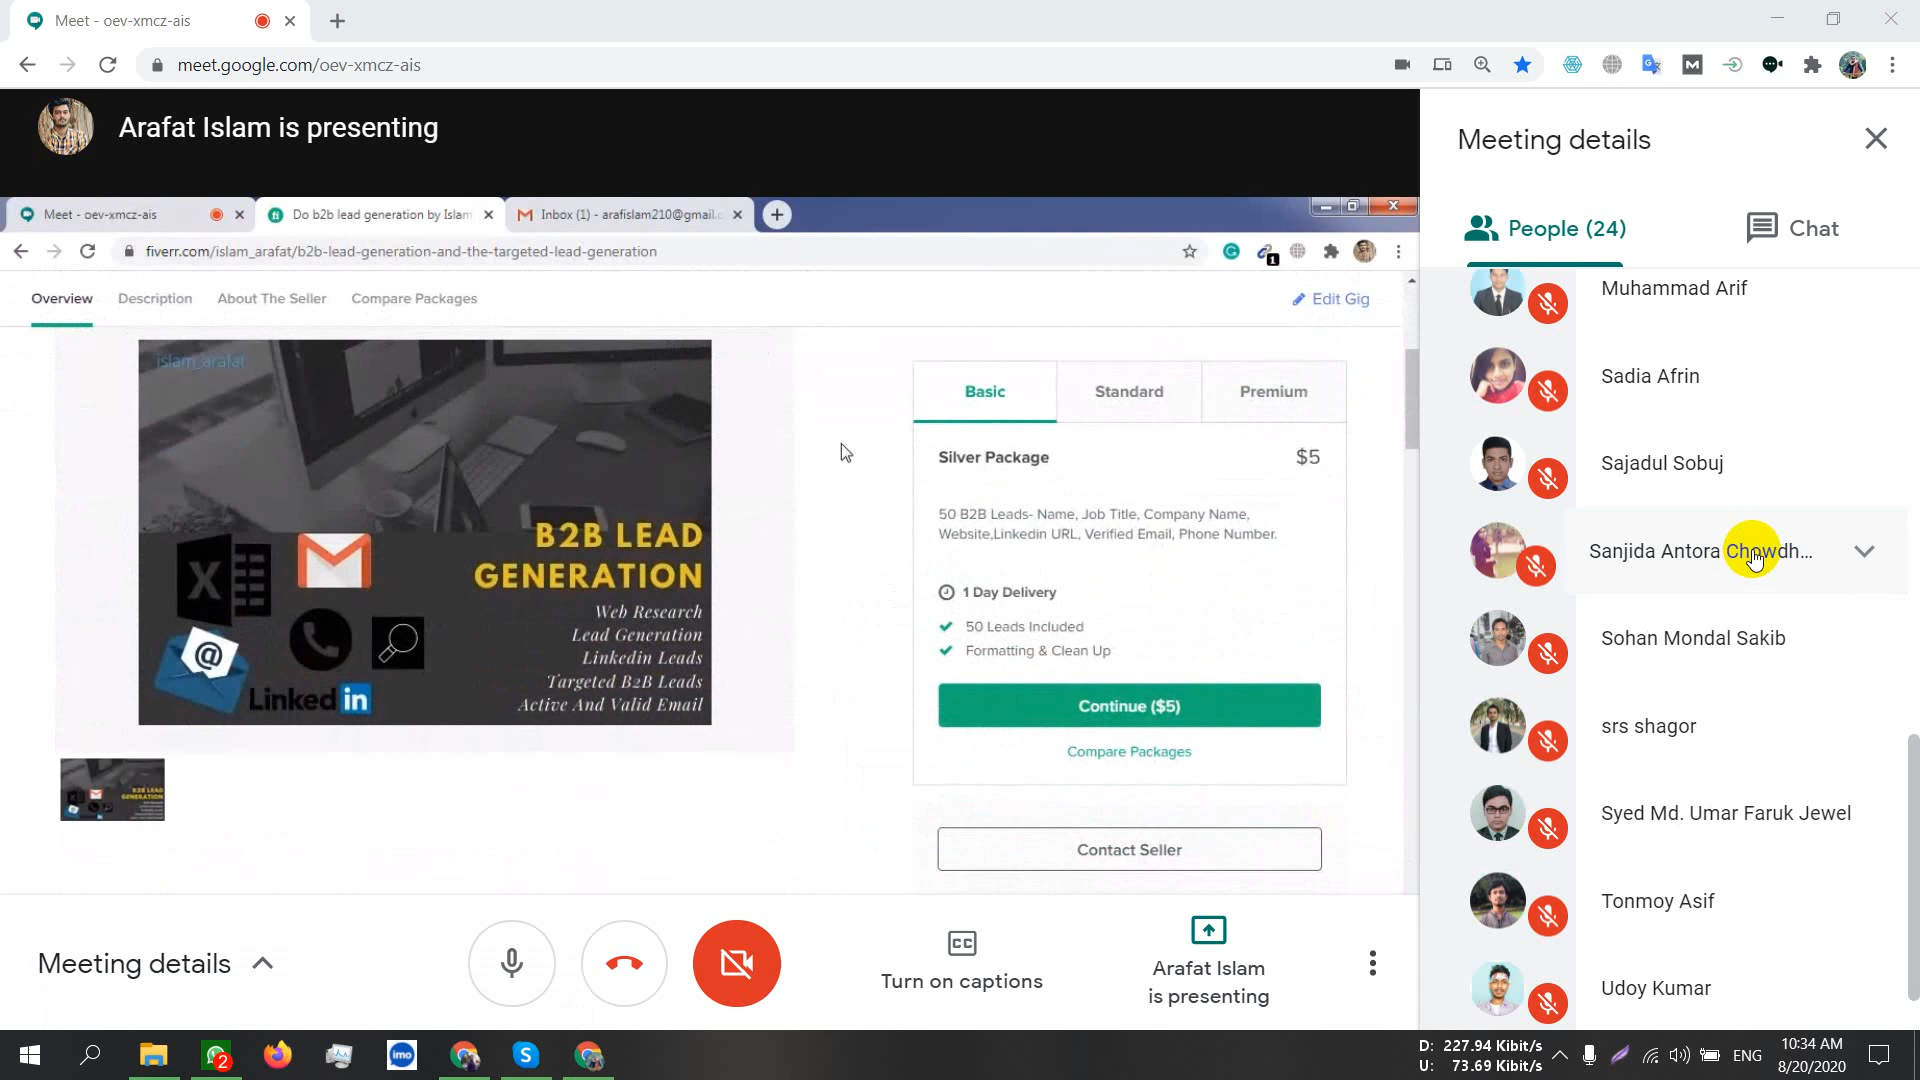 Meet - oev-xmcz-ais
meet.google.com/oev-xmcz-ais
Arafat Islam is presenting
Meet - oev-xmcz-ais
Do b2b lead generation by Islam
Inbox (1) - arafislam210@gmail.c
fiverr.com/islam_arafat/b2b-lead-generation-and-the-targeted-lead-generation
1
Overview
Description
About The Seller
Compare Packages
Edit Gig
islam_arafat
B2B LEAD
GENERATION
Web Research
Lead Generation
Linkedin Leads
Targeted B2B Leads
Active And Valid Email
Linked in
Basic
Standard
Premium
Silver Package
$5
50 B2B Leads- Name, Job Title, Company Name,
Website,Linkedin URL, Verified Email, Phone Number.
1 Day Delivery
50 Leads Included
Formatting & Clean Up
Continue ($5)
Compare Packages
Contact Seller
Meeting details
People (24)
Chat
Muhammad Arif
Sadia Afrin
Sajadul Sobuj
Sanjida Antora Chowdh...
Sohan Mondal Sakib
srs shagor
Syed Md. Umar Faruk Jewel
Tonmoy Asif
Udoy Kumar
Meeting details
Turn on captions
Arafat Islam
is presenting
2
imo
D: 227.94 Kibit/s
U: 73.69 Kibit/s
ENG
10:34 AM
8/20/2020